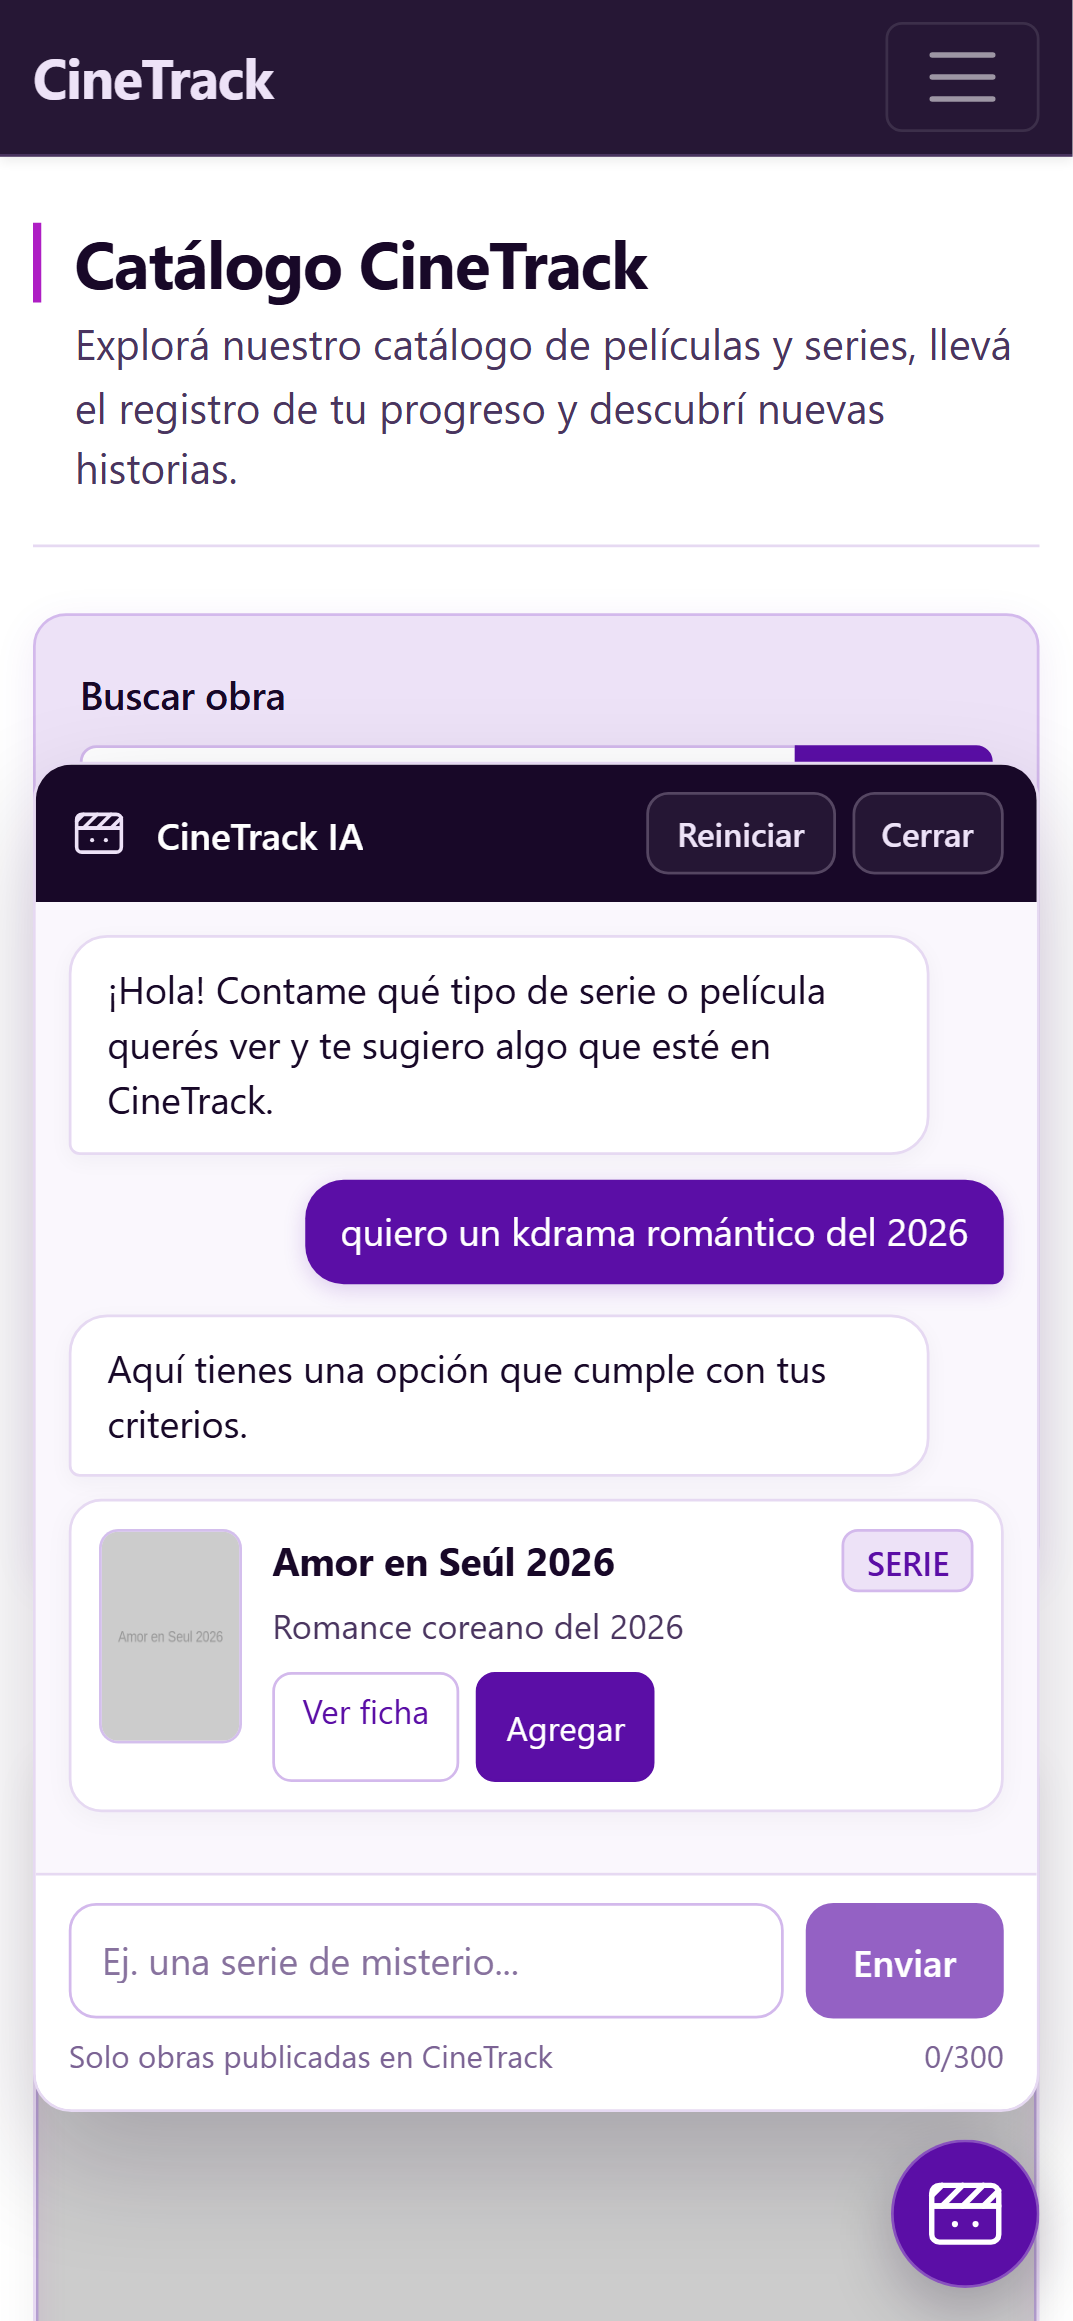 CineTrack
Catálogo CineTrack
Explorá nuestro catálogo de películas y series, llevá
el registro de tu progreso y descubrí nuevas
historias.
Buscar obra
CineTrack IA
Reiniciar
Cerrar
¡Hola! Contame qué tipo de serie o película
querés ver y te sugiero algo que esté en
CineTrack.
quiero un kdrama romántico del 2026
Aquí tienes una opción que cumple con tus
criterios.
Amor en Seul 2026
Amor en Seúl 2026
SERIE
Romance coreano del 2026
Ver ficha
Agregar
Ej. una serie de misterio...
Enviar
Solo obras publicadas en CineTrack
0/300